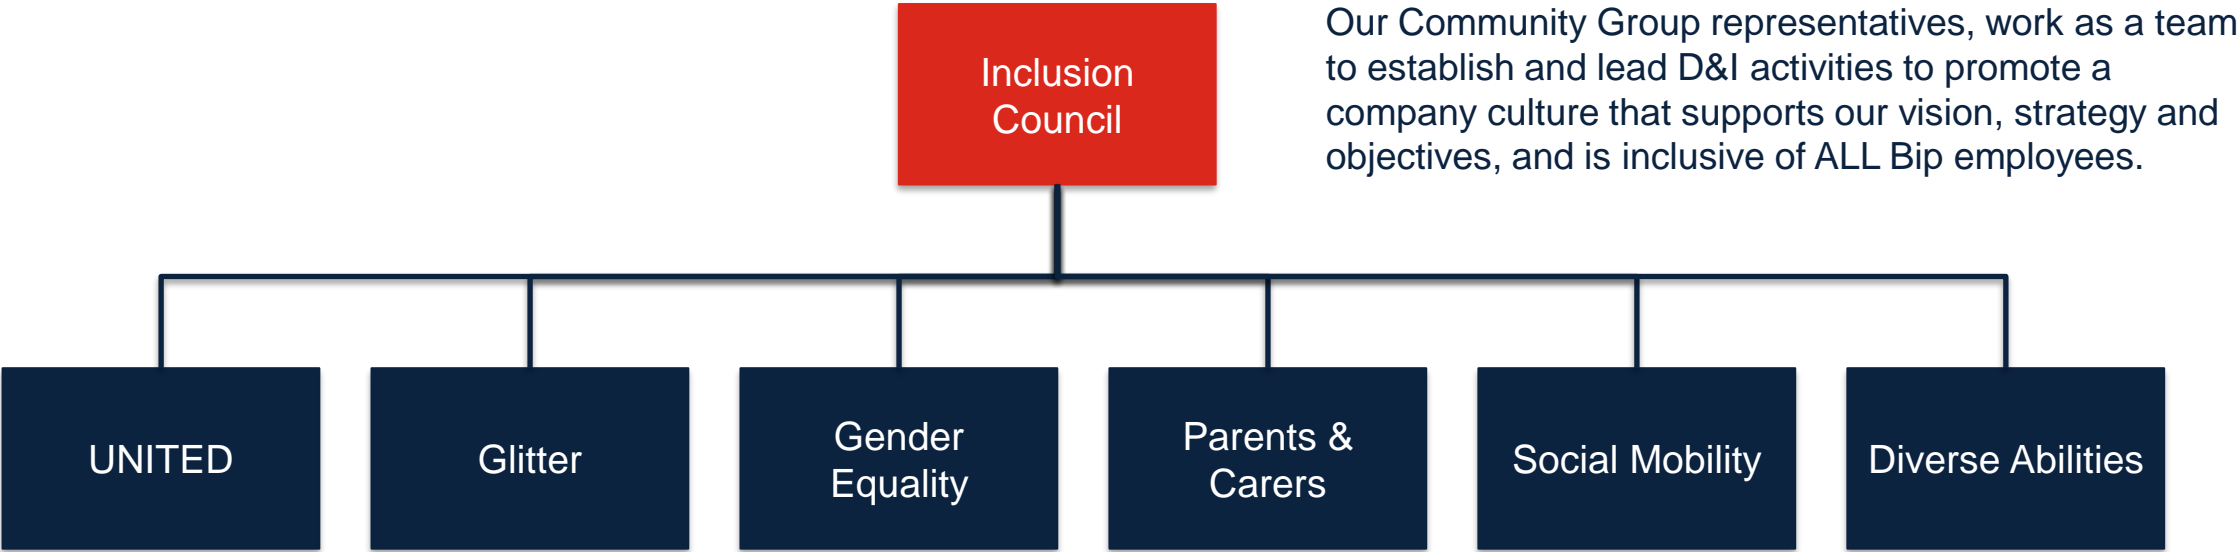 Inclusion
Council
Our Community Group representatives, work as a team
to establish and lead D&I activities to promote a
company culture that supports our vision, strategy and
objectives, and is inclusive of ALL Bip employees.
UNITED
Glitter
Gender
Equality
Parents &
Carers
Social Mobility
Diverse Abilities